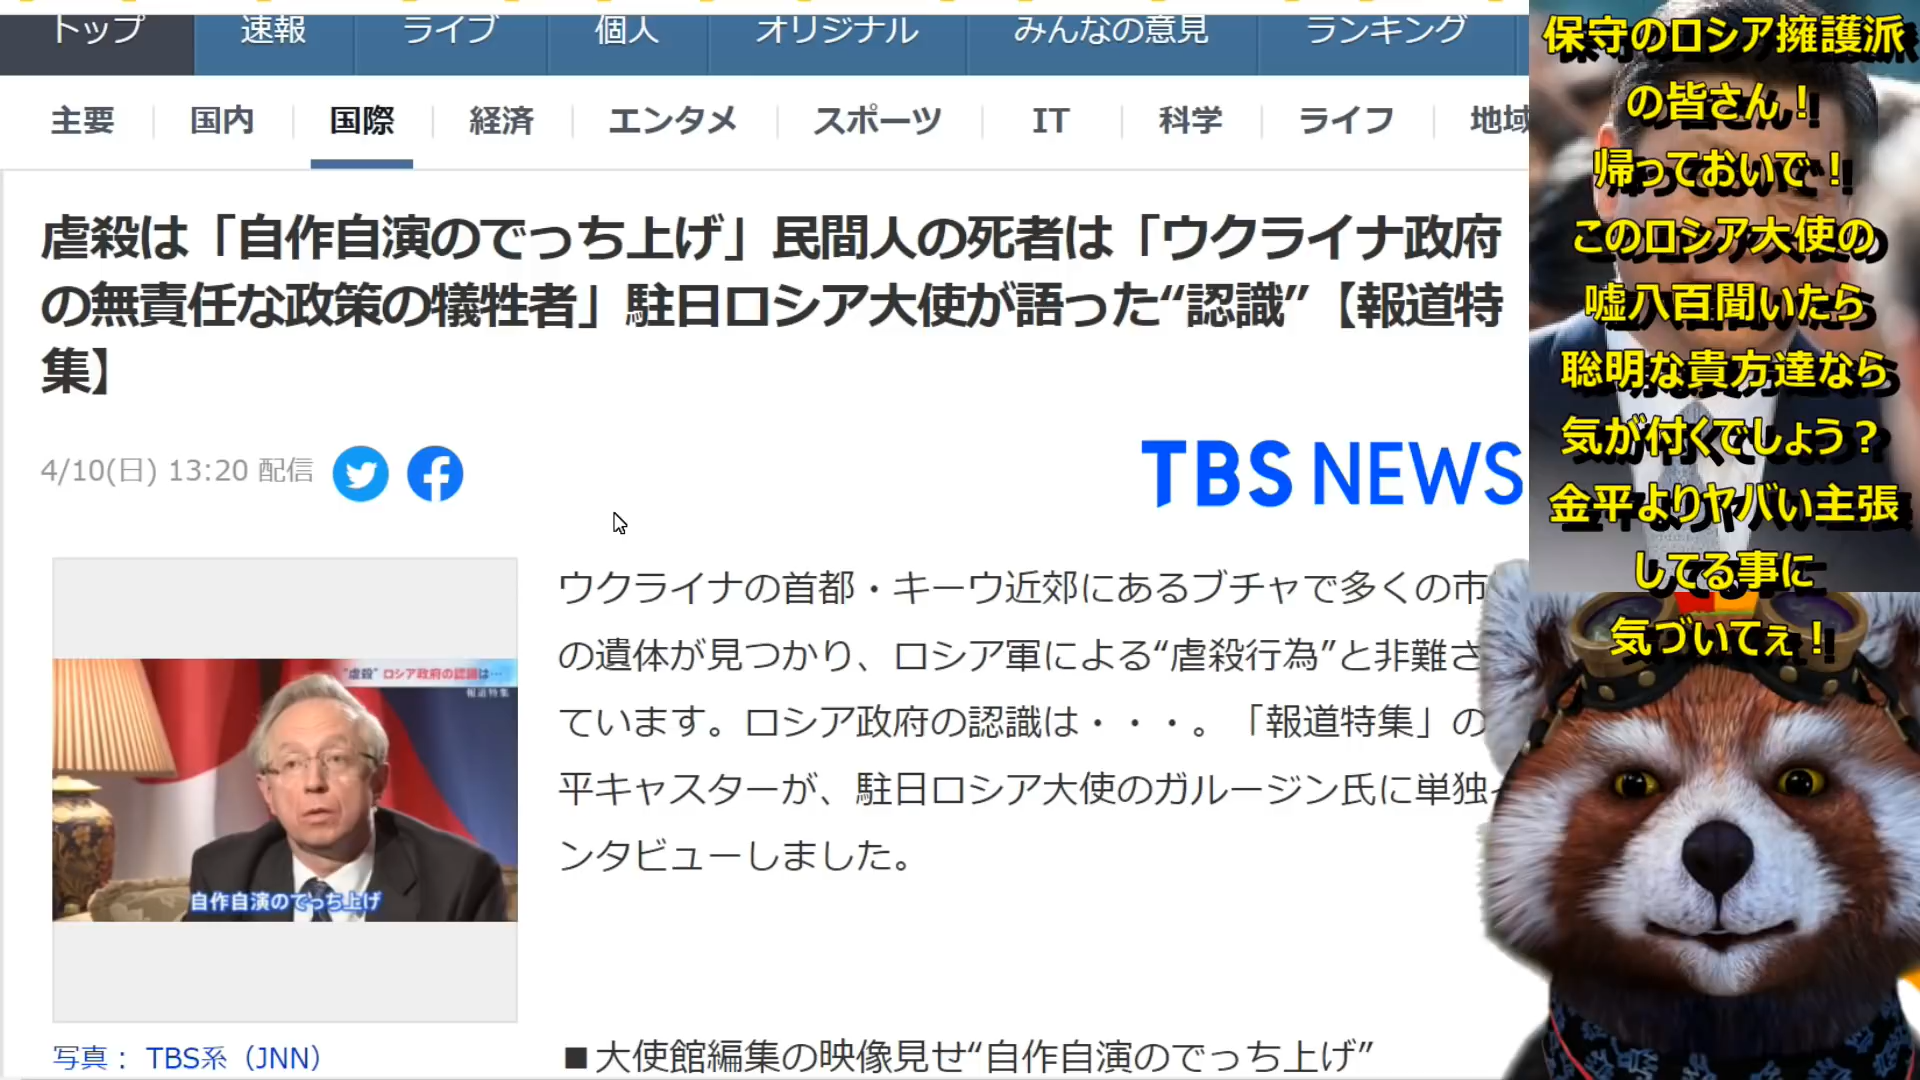 トップ 速報 ライブ 個人 オリジナル みんなの意見 ランキング
主要 国内 国際 経済 エンタメ スポーツ IT 科学 ライフ 地域
虐殺は「自作自演のでっち上げ」民間人の死者は「ウクライナ政府
の無責任な政策の犠牲者」駐日ロシア大使が語った“認識”【報道特
集】
4/10(日) 13:20 配信
TBS NEWS
ウクライナの首都・キーウ近郊にあるブチャで多くの市
の遺体が見つかり、ロシア軍による“虐殺行為”と非難さ
ています。ロシア政府の認識は・・・。「報道特集」の
平キャスターが、駐日ロシア大使のガルージン氏に単独
ンタビューしました。
“虐殺” ロシア政府の認識は…
報道特集
自作自演のでっち上げ
写真： TBS系（JNN）
■大使館編集の映像見せ“自作自演のでっち上げ”
保守のロシア擁護派
の皆さん！
帰っておいで！
このロシア大使の
嘘八百聞いたら
聡明な貴方達なら
気が付くでしょう？
金平よりヤバい主張
してる事に
気づいてぇ！